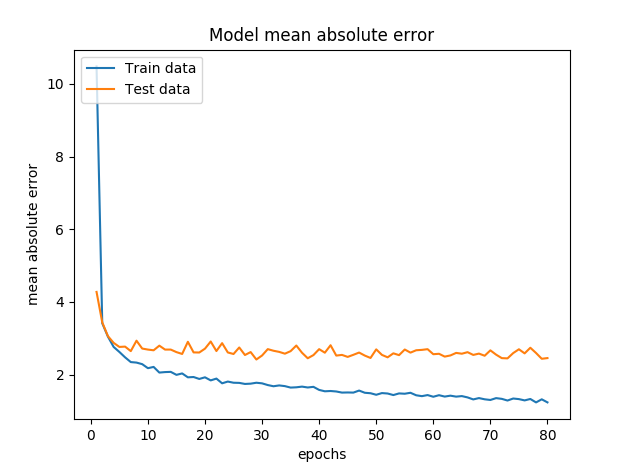 Model mean absolute error
Train data
Test data
10
8
6
4
2
mean absolute error
0 10 20 30 40 50 60 70 80
epochs